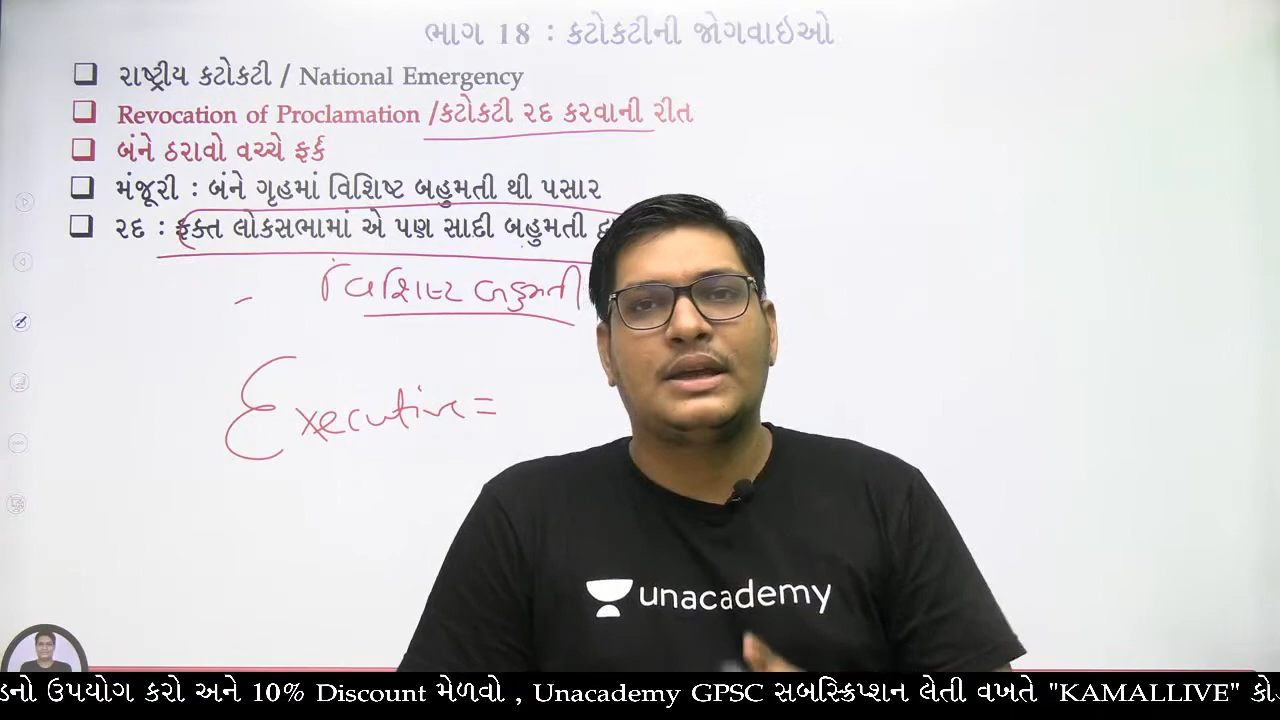 ભાગ 18 : કટોકટીની જોગવાઇઓ
રાષ્ટ્રીય કટોકટી / National Emergency
Revocation of Proclamation /કટોકટી રદ કરવાની રીત
બંને ઠરાવો વચ્ચે ફર્ક
મંજૂરી : બંને ગૃહમાં વિશિષ્ટ બહુમતી થી પસાર
રદ : ફક્ત લોકસભામાં એ પણ સાદી બહુમતી
વિશિષ્ટ બહુમતી
Executive =
unacademy
ઉપયોગ કરો અને 10% Discount મેળવો , Unacademy GPSC સબસ્ક્રિપ્શન લેતી વખતે "KAMALLIVE"